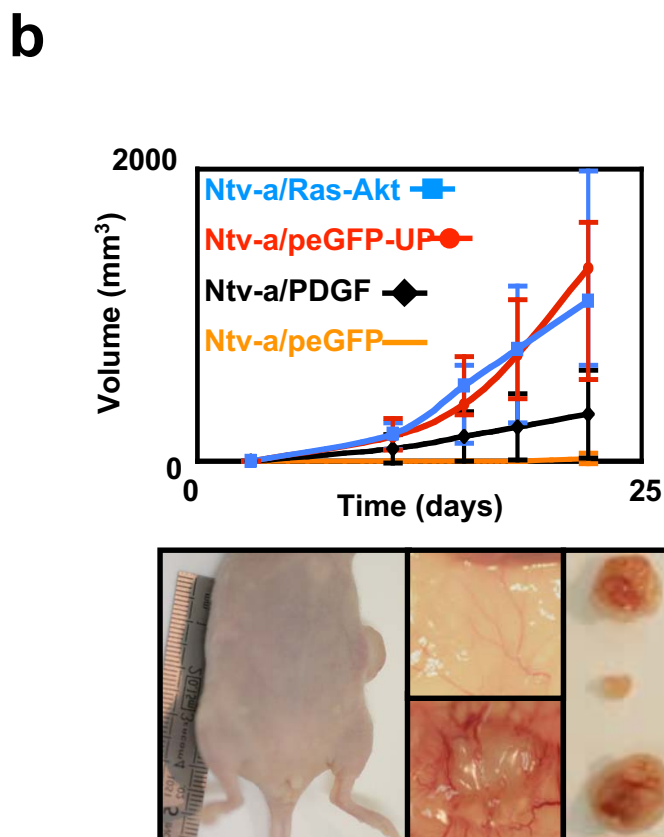 b
2000
Ntv-a/Ras-Akt
Ntv-a/peGFP-UP
Ntv-a/PDGF
Ntv-a/peGFP
Volume (mm³)
0
0
Time (days)
25